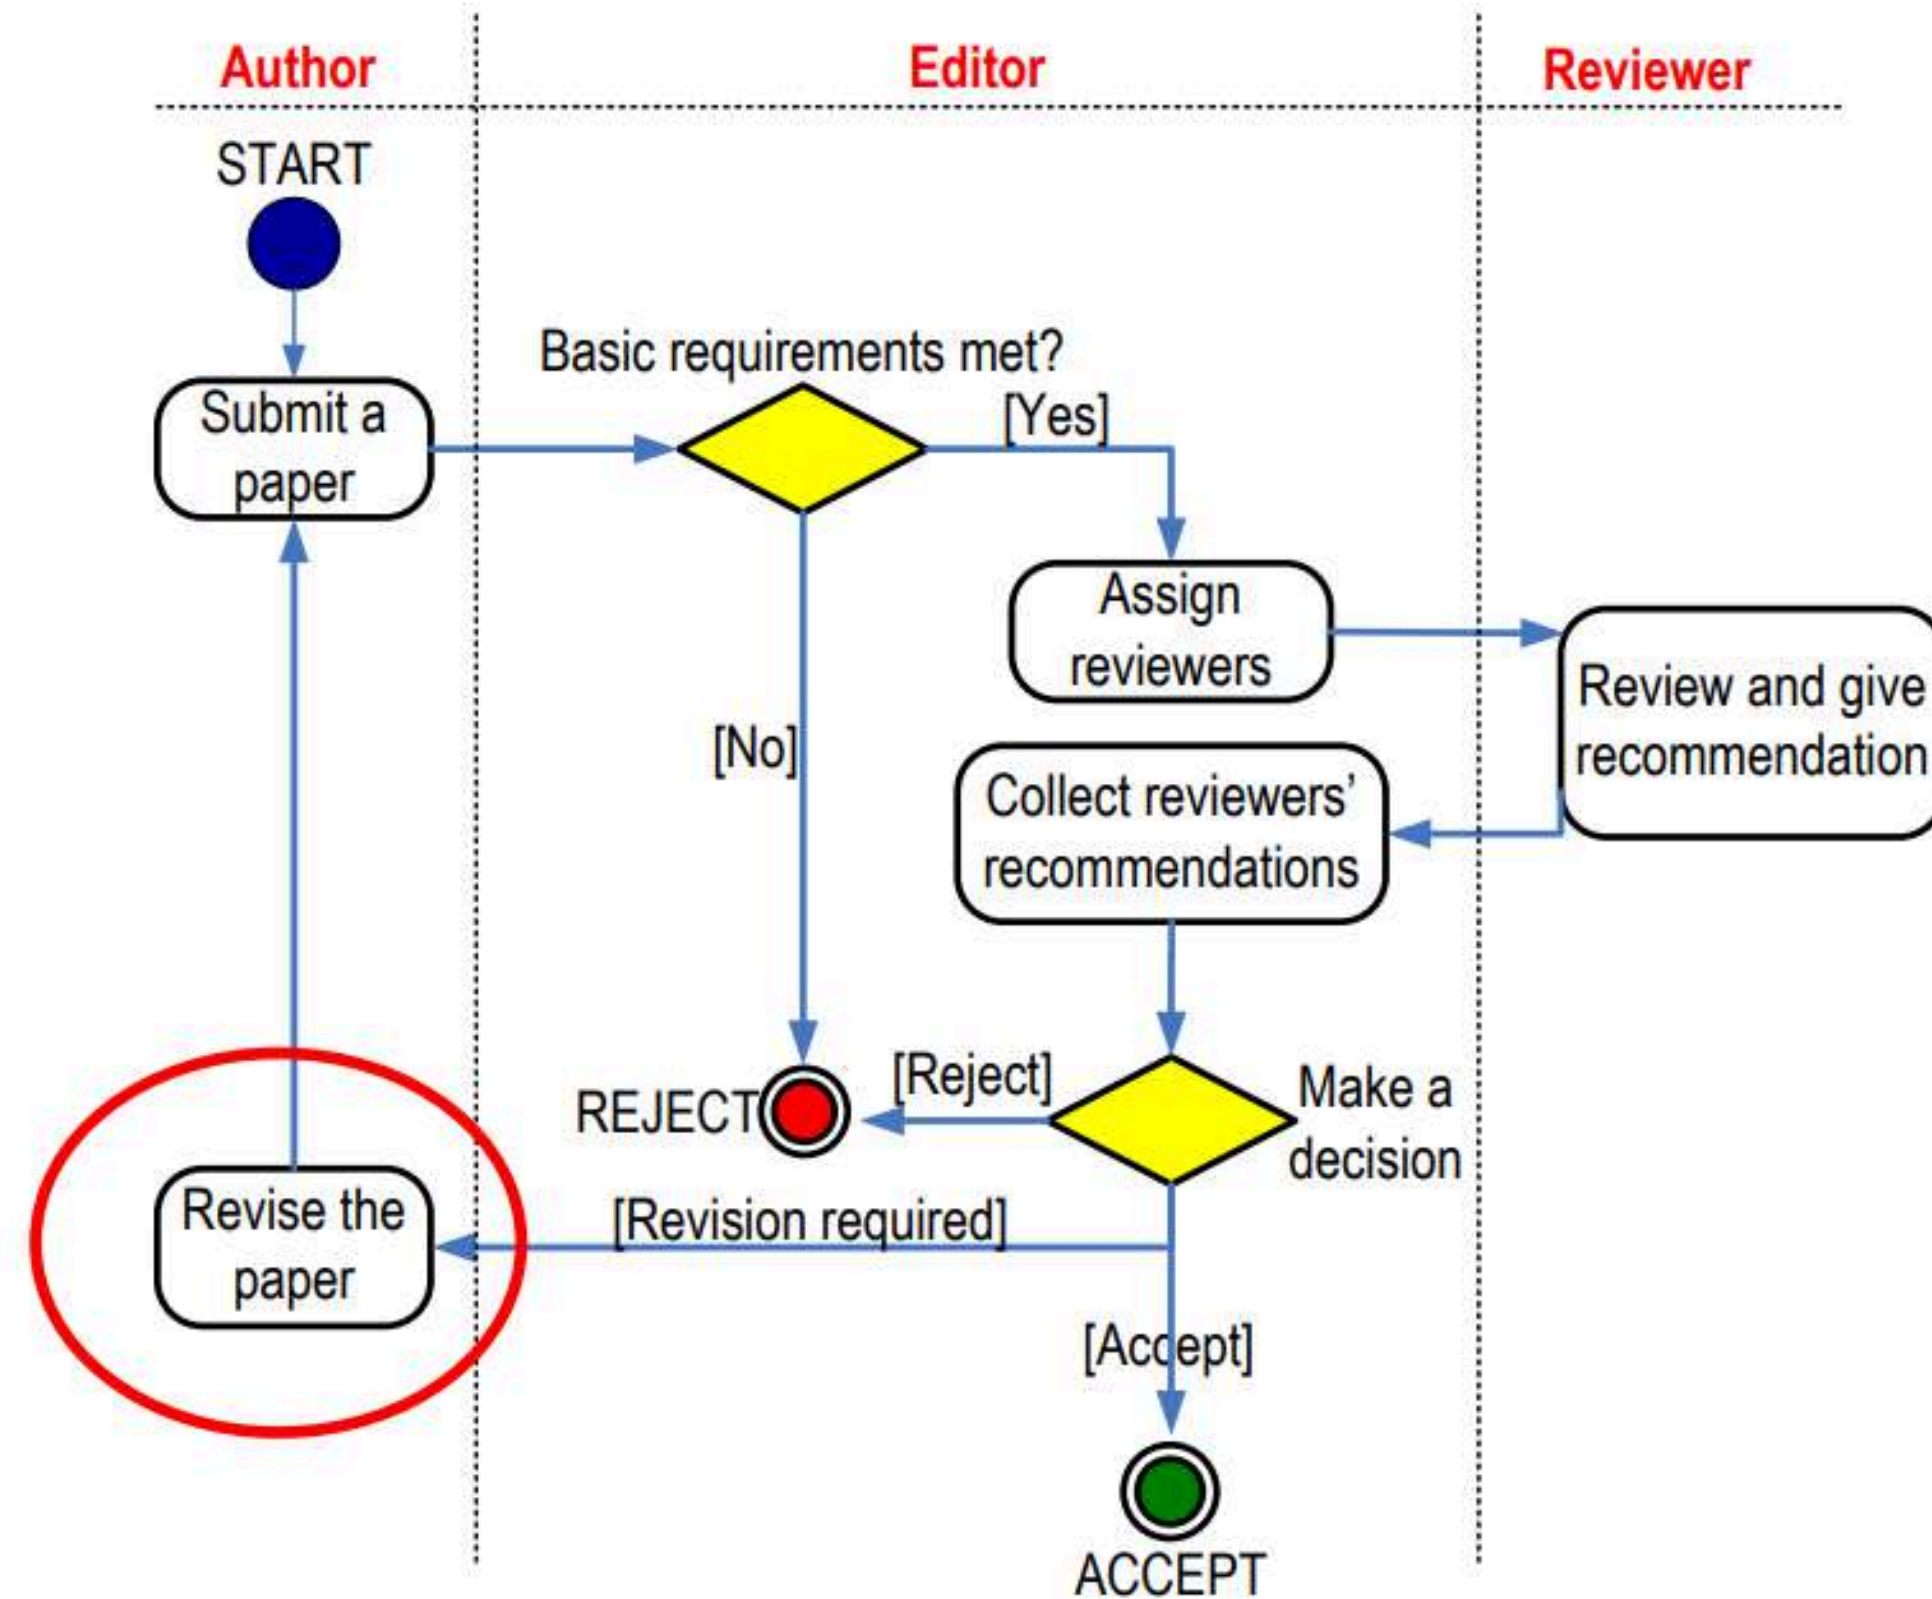 Author
Editor
Reviewer
START
Basic requirements met?
[Yes]
Submit a
paper
Assign
reviewers
Review and give
recommendation
[No]
Collect reviewers’
recommendations
[Reject]
Make a
decision
REJECT
Revise the
paper
[Revision required]
[Accept]
ACCEPT